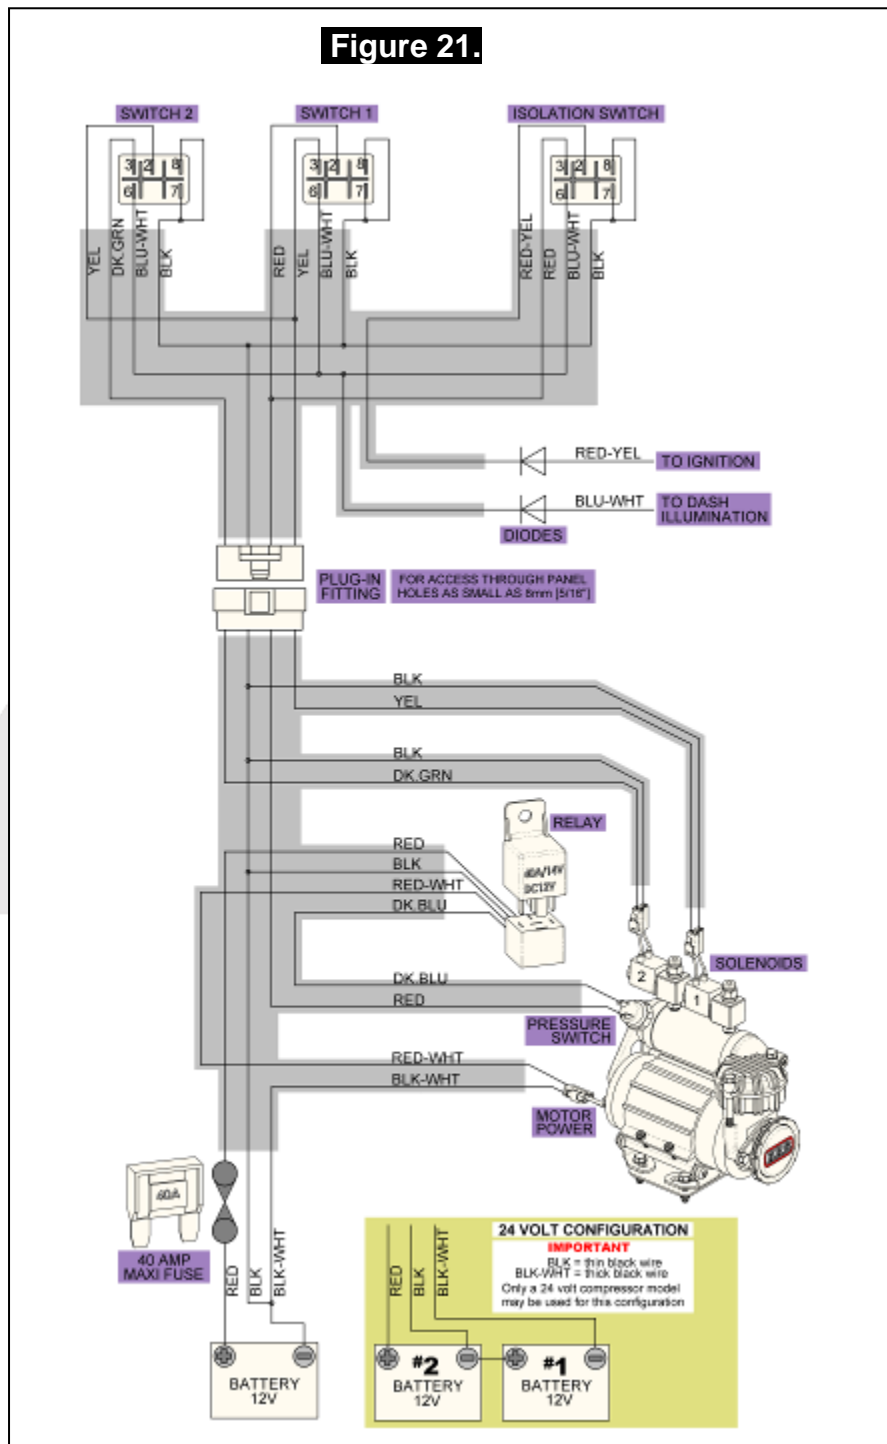 Figure 21.
SWITCH 2
SWITCH 1
ISOLATION SWITCH
3 2 8
6 7
3 2 8
6 7
3 2 8
6 7
YEL
DK.GRN
BLU-WHT
BLK
RED
YEL
BLU-WHT
BLK
RED-YEL
RED
BLU-WHT
BLK
RED-YEL
TO IGNITION
BLU-WHT
TO DASH
ILLUMINATION
DIODES
PLUG-IN
FITTING
FOR ACCESS THROUGH PANEL
HOLES AS SMALL AS 8mm [5/16"]
BLK
YEL
BLK
DK.GRN
RELAY
40A/14V
DC12V
RED
BLK
RED-WHT
DK.BLU
2
1
SOLENOIDS
DK.BLU
RED
PRESSURE
SWITCH
RED-WHT
BLK-WHT
MOTOR
POWER
40A
40 AMP
MAXI FUSE
RED
BLK
BLK-WHT
BATTERY
12V
24 VOLT CONFIGURATION
IMPORTANT
BLK = thin black wire
BLK-WHT = thick black wire
Only a 24 volt compressor model
may be used for this configuration
RED
BLK
BLK-WHT
#2
BATTERY
12V
#1
BATTERY
12V